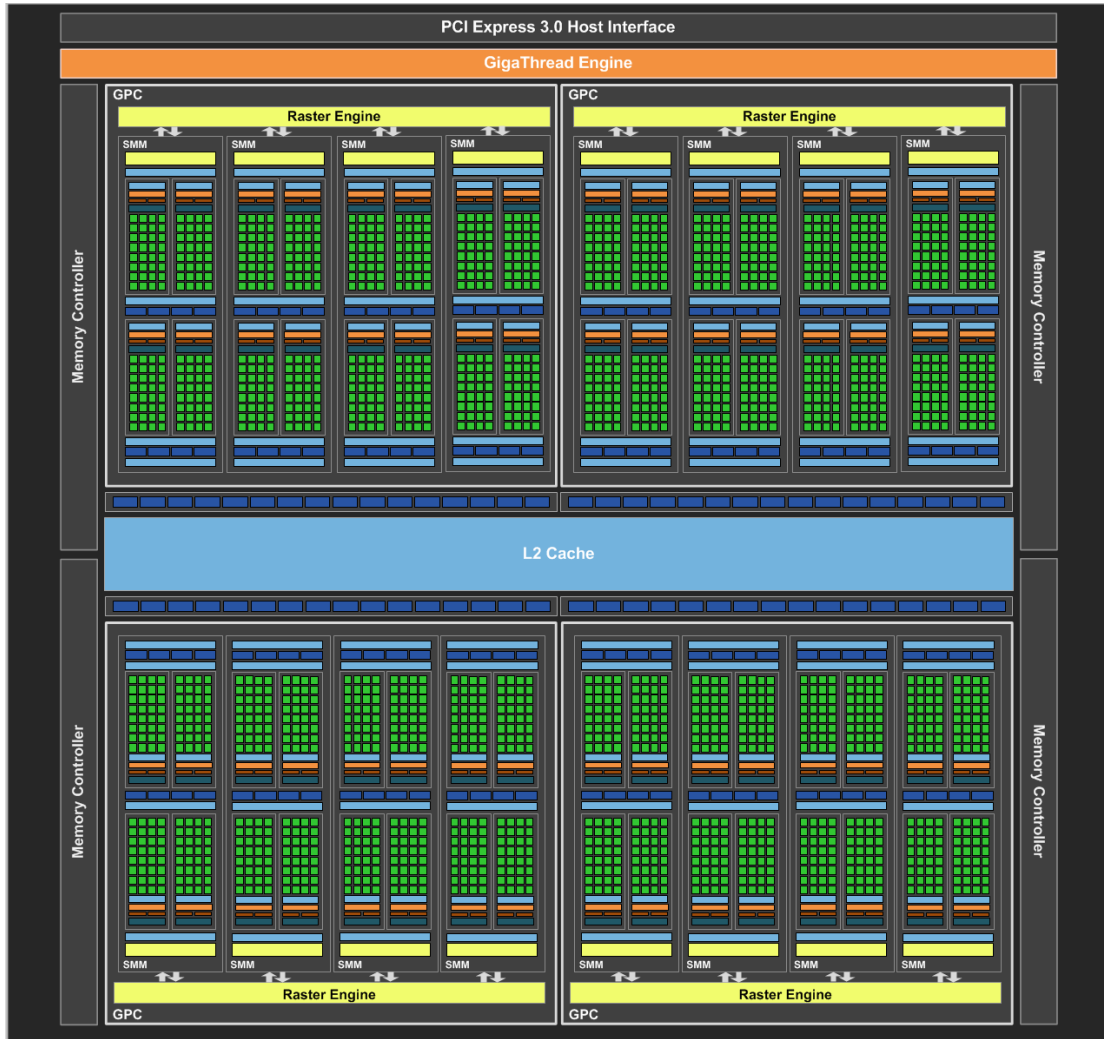 PCI Express 3.0 Host Interface
GigaThread Engine
GPC
Raster Engine
SMM
SMM
SMM
SMM
GPC
Raster Engine
SMM
SMM
SMM
SMM
Memory Controller
Memory Controller
L2 Cache
Memory Controller
Memory Controller
SMM
SMM
SMM
SMM
Raster Engine
GPC
SMM
SMM
SMM
SMM
Raster Engine
GPC